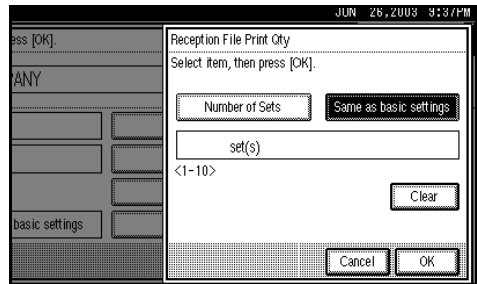 JUN 26,2003 9:37PM
ess [OK].
Reception File Print Qty
Select item, then press [OK].
ANY
Number of Sets
Same as basic settings
set(s)
<1-10>
Clear
basic settings
Cancel
OK